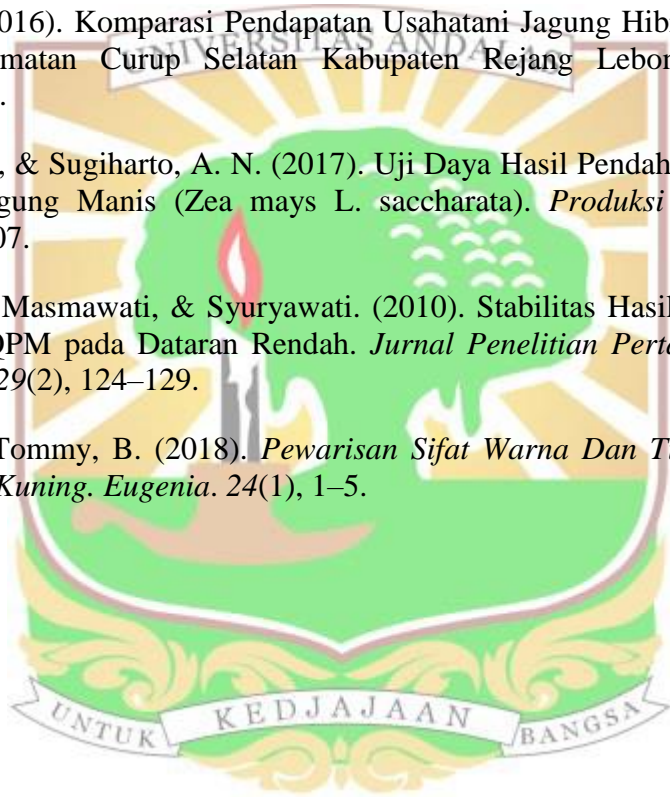 2016). Komparasi Pendapatan Usahatani Jagung Hib
matan Curup Selatan Kabupaten Rejang Lebon
UNIVERSITAS ANDALAS
, & Sugiharto, A. N. (2017). Uji Daya Hasil Pendah
gung Manis (Zea mays L. saccharata). Produksi
07.
Masmawati, & Syuryawati. (2010). Stabilitas Hasil
QPM pada Dataran Rendah. Jurnal Penelitian Perta
29(2), 124–129.
Tommy, B. (2018). Pewarisan Sifat Warna Dan T
Kuning. Eugenia. 24(1), 1–5.
UNTUK KEDJAJAAN BANGSA